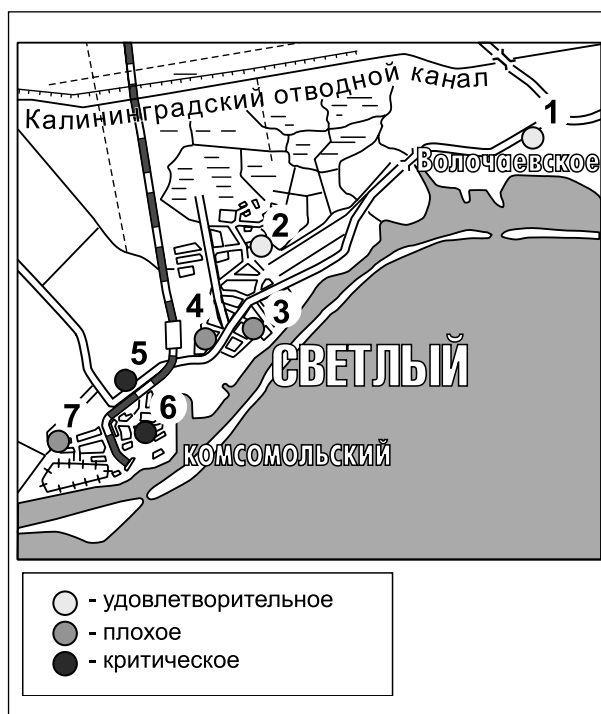 Калининградский отводной канал
1
Волочаевское
2
4
3
СВЕТЛЫЙ
5
6
7
КОМСОМОЛЬСКИЙ
- удовлетворительное
- плохое
- критическое